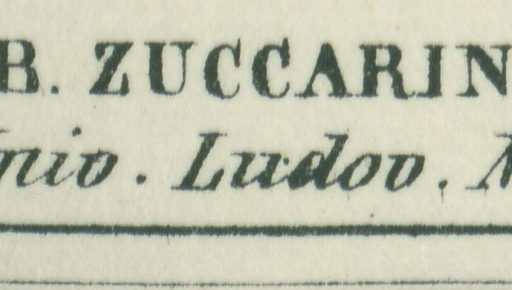 B. ZUCCARIN
nio. Ludov. M